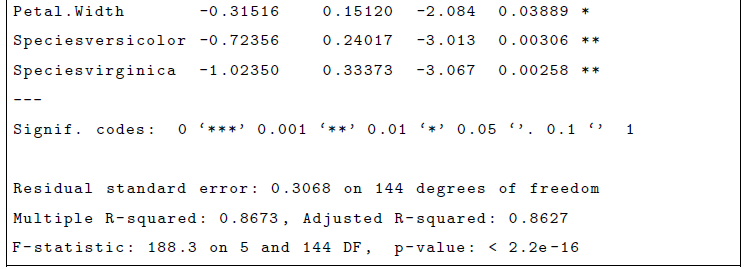 Petal.Width -0.31516 0.15120 -2.084 0.03889 *
Speciesversicolor -0.72356 0.24017 -3.013 0.00306 **
Speciesvirginica -1.02350 0.33373 -3.067 0.00258 **
---
Signif. codes: 0 ‘***’ 0.001 ‘**’ 0.01 ‘*’ 0.05 ‘’. 0.1 ‘’ 1
Residual standard error: 0.3068 on 144 degrees of freedom
Multiple R-squared: 0.8673, Adjusted R-squared: 0.8627
F-statistic: 188.3 on 5 and 144 DF, p-value: < 2.2e-16